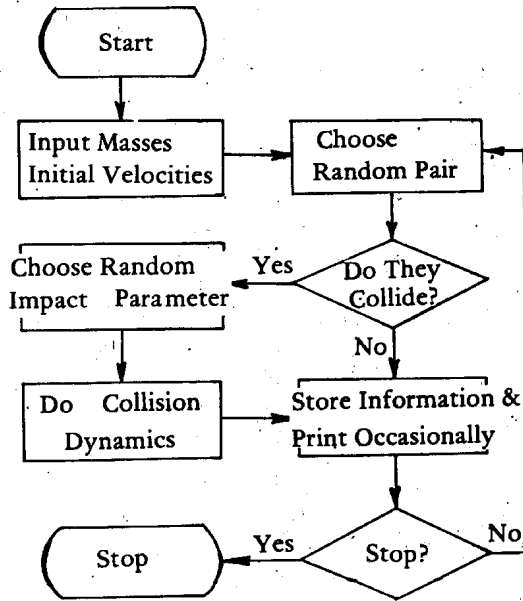 Start
Input Masses
Initial Velocities
Choose
Random Pair
Do They
Collide?
Yes
No
Choose Random
Impact Parameter
Do Collision
Dynamics
Store Information &
Print Occasionally
Stop?
Yes
No
Stop